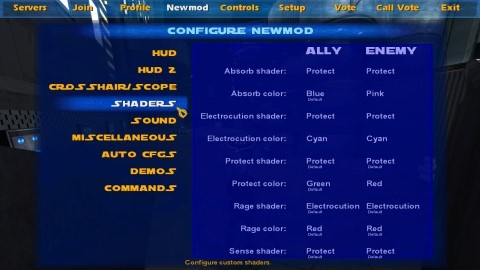 Servers Join Profile Newmod Controls Setup Vote Call Vote Exit
CONFIGURE NEWMOD
HUD
HUD 2
CROSSHAIR/SCOPE
SHADERS
SOUND
MISCELLANEOUS
AUTO CFGS
DEMOS
COMMANDS
ALLY ENEMY
Absorb shader: Protect Protect
Absorb color: Blue Pink
Default
Electrocution shader: Protect Protect
Electrocution color: Cyan Cyan
Protect shader: Protect Protect
Default Default
Protect color: Green Red
Default
Rage shader: Electrocution Electrocution
Default Default
Rage color: Red Red
Default Default
Sense shader: Protect Protect
Default Default
Configure custom shaders.